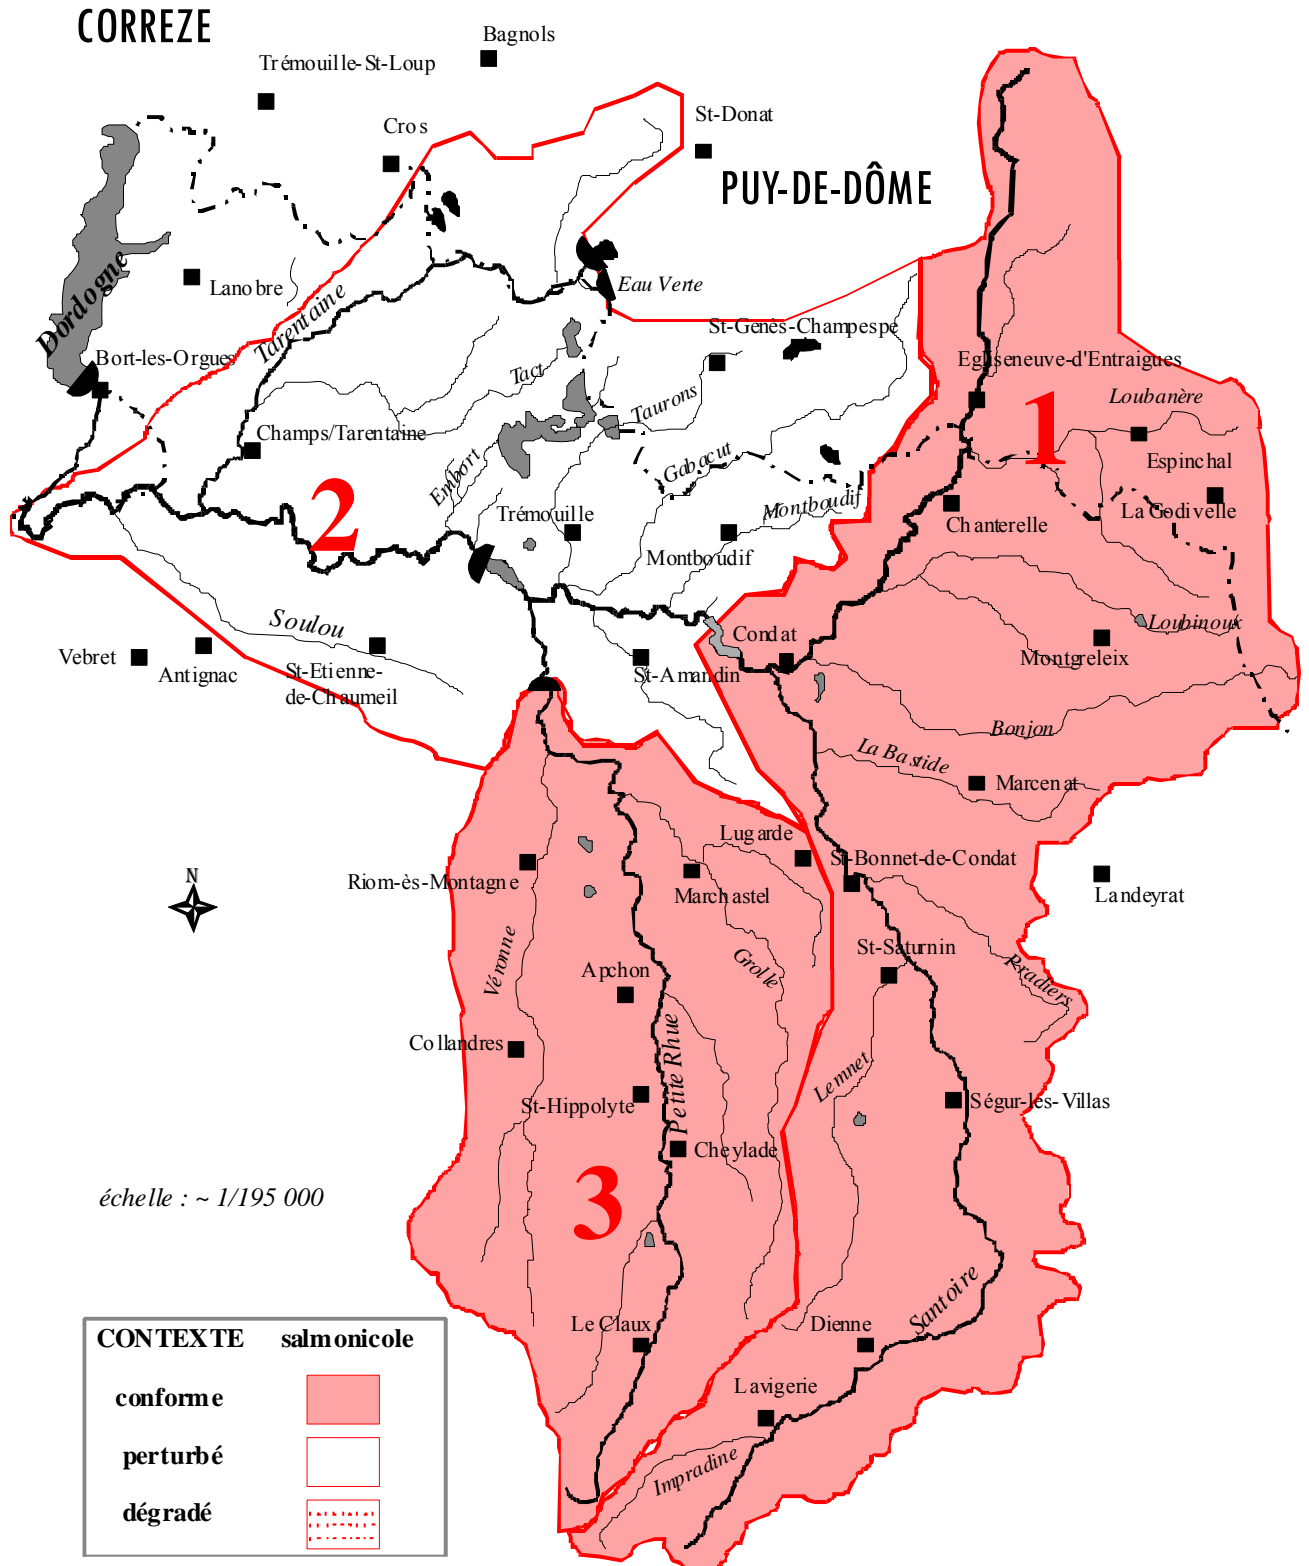 CORREZE
Bagnols
Trémouille-St-Loup
Cros
St-Donat
PUY-DE-DÔME
Dordogne
Lanobre
Tarentaine
Eau Verte
St-Genès-Champespe
Bort-les-Orgues
Tact
Taurons
Egliseneuve-d'Entraigues
1
Loubanère
Champs/Tarentaine
Embort
Gabacut
Espinchal
2
Trémouille
Montboudif
Chanterelle
La Godivelle
Montboudif
Soulou
Condat
Loubinoux
Vebret
Antignac
St-Etienne-
de-Chaumeil
St-Amandin
Montgreleix
Bonjon
La Bastide
Marcenat
Lugarde
St-Bonnet-de-Condat
N
Riom-ès-Montagne
Marchastel
Landeyrat
Véronne
Apchon
Grolle
St-Saturnin
Pradiers
Collandres
Petite Rhue
Lemnet
St-Hippolyte
Ségur-les-Villas
Cheylade
échelle : ~ 1/195 000
3
Santoire
Le Claux
Dienne
Lavigerie
Impradine
CONTEXTE salmonicole
conforme
perturbé
dégradé